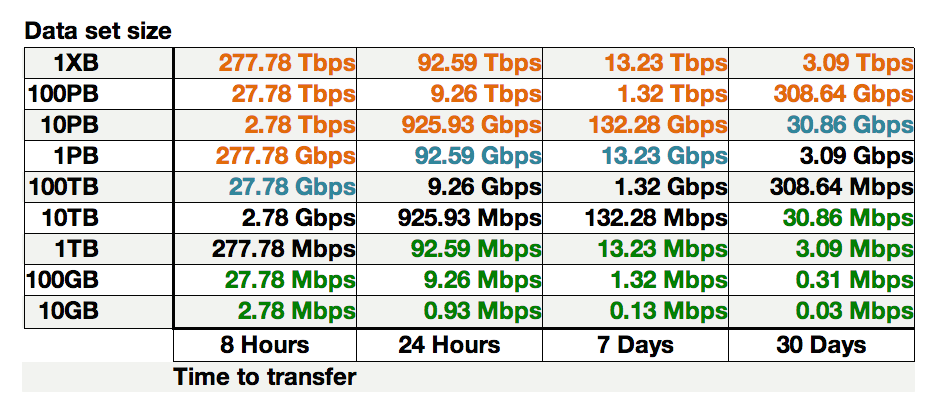 Data set size
1XB 277.78 Tbps 92.59 Tbps 13.23 Tbps 3.09 Tbps
100PB 27.78 Tbps 9.26 Tbps 1.32 Tbps 308.64 Gbps
10PB 2.78 Tbps 925.93 Gbps 132.28 Gbps 30.86 Gbps
1PB 277.78 Gbps 92.59 Gbps 13.23 Gbps 3.09 Gbps
100TB 27.78 Gbps 9.26 Gbps 1.32 Gbps 308.64 Mbps
10TB 2.78 Gbps 925.93 Mbps 132.28 Mbps 30.86 Mbps
1TB 277.78 Mbps 92.59 Mbps 13.23 Mbps 3.09 Mbps
100GB 27.78 Mbps 9.26 Mbps 1.32 Mbps 0.31 Mbps
10GB 2.78 Mbps 0.93 Mbps 0.13 Mbps 0.03 Mbps
8 Hours 24 Hours 7 Days 30 Days
Time to transfer